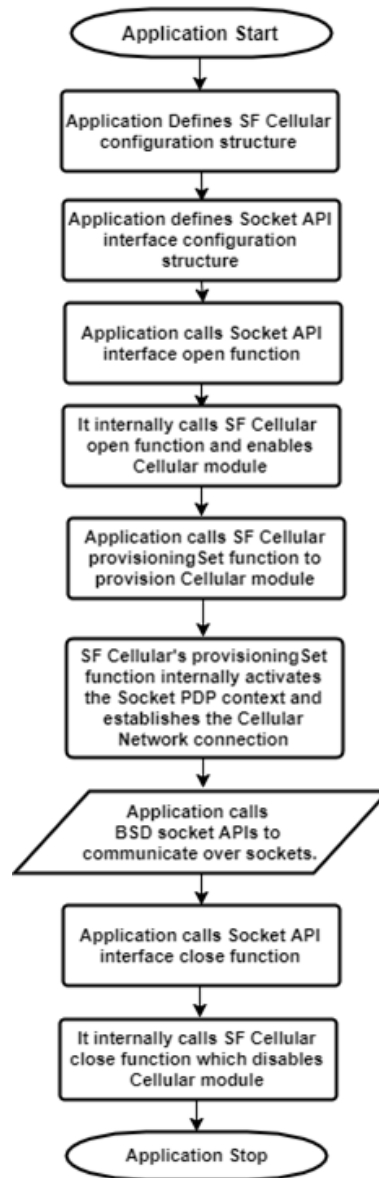 Application Start
Application Defines SF Cellular
configuration structure
Application defines Socket API
interface configuration
structure
Application calls Socket API
interface open function
It internally calls SF Cellular
open function and enables
Cellular module
Application calls SF Cellular
provisioningSet function to
provision Cellular module
SF Cellular's provisioningSet
function internally activates
the Socket PDP context and
establishes the Cellular
Network connection
Application calls
BSD socket APIs to
communicate over sockets.
Application calls Socket API
interface close function
It internally calls SF Cellular
close function which disables
Cellular module
Application Stop